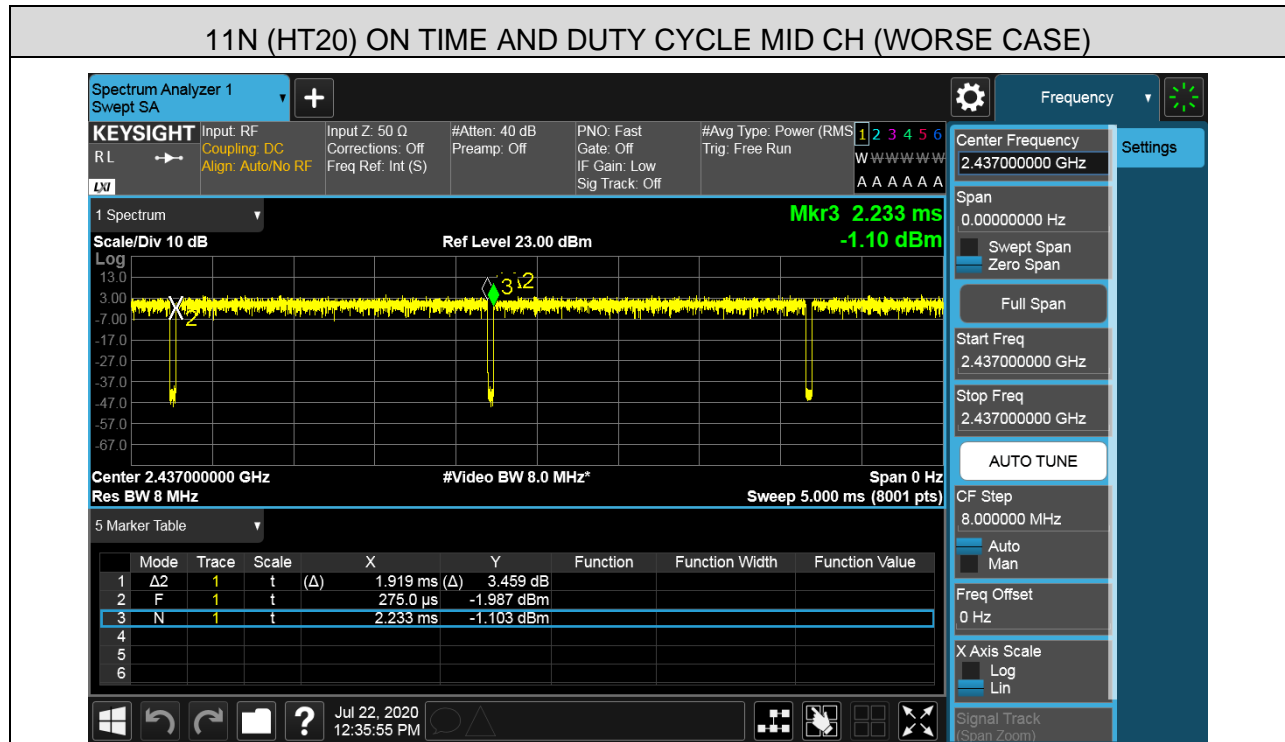 11N (HT20) ON TIME AND DUTY CYCLE MID CH (WORSE CASE)
Spectrum Analyzer 1
Swept SA
+
Frequency
KEYSIGHT
RL
LXI
Input: RF
Coupling: DC
Align: Auto/No RF
Input Z: 50 Ω
Corrections: Off
Freq Ref: Int (S)
#Atten: 40 dB
Preamp: Off
PNO: Fast
Gate: Off
IF Gain: Low
Sig Track: Off
#Avg Type: Power (RMS
Trig: Free Run
1 2 3 4 5 6
W W W W W W
A A A A A A
Center Frequency
2.437000000 GHz
Settings
1 Spectrum
Mkr3 2.233 ms
Scale/Div 10 dB
Ref Level 23.00 dBm
-1.10 dBm
Log
13.0
3.00
-7.00
-17.0
-27.0
-37.0
-47.0
-57.0
-67.0
X2
3
2
Center 2.437000000 GHz
#Video BW 8.0 MHz*
Span 0 Hz
Res BW 8 MHz
Sweep 5.000 ms (8001 pts)
Span
0.00000000 Hz
Swept Span
Zero Span
Full Span
Start Freq
2.437000000 GHz
Stop Freq
2.437000000 GHz
AUTO TUNE
CF Step
8.000000 MHz
Auto
Man
Freq Offset
0 Hz
X Axis Scale
Log
Lin
Signal Track
(Span Zoom)
5 Marker Table
Mode Trace Scale X Y Function Function Width Function Value
1 Δ2 1 t (Δ) 1.919 ms (Δ) 3.459 dB
2 F 1 t 275.0 µs -1.987 dBm
3 N 1 t 2.233 ms -1.103 dBm
4
5
6
?
Jul 22, 2020
12:35:55 PM